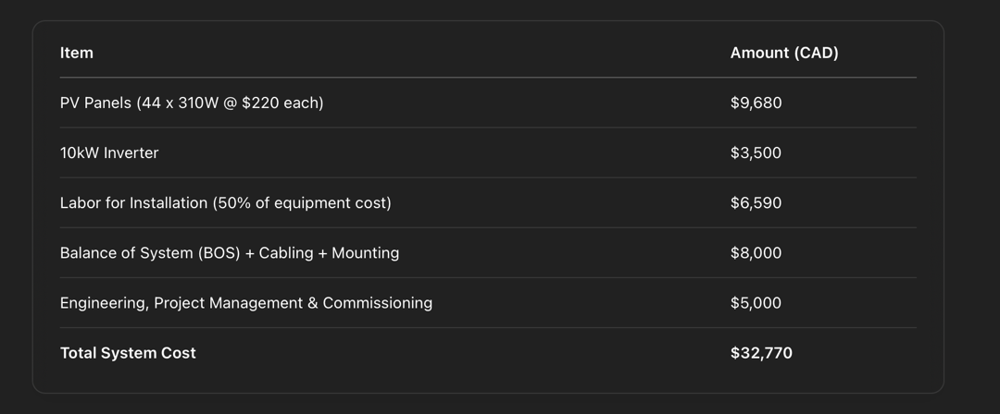 Item Amount (CAD)
PV Panels (44 x 310W @ $220 each) $9,680
10kW Inverter $3,500
Labor for Installation (50% of equipment cost) $6,590
Balance of System (BOS) + Cabling + Mounting $8,000
Engineering, Project Management & Commissioning $5,000
Total System Cost $32,770